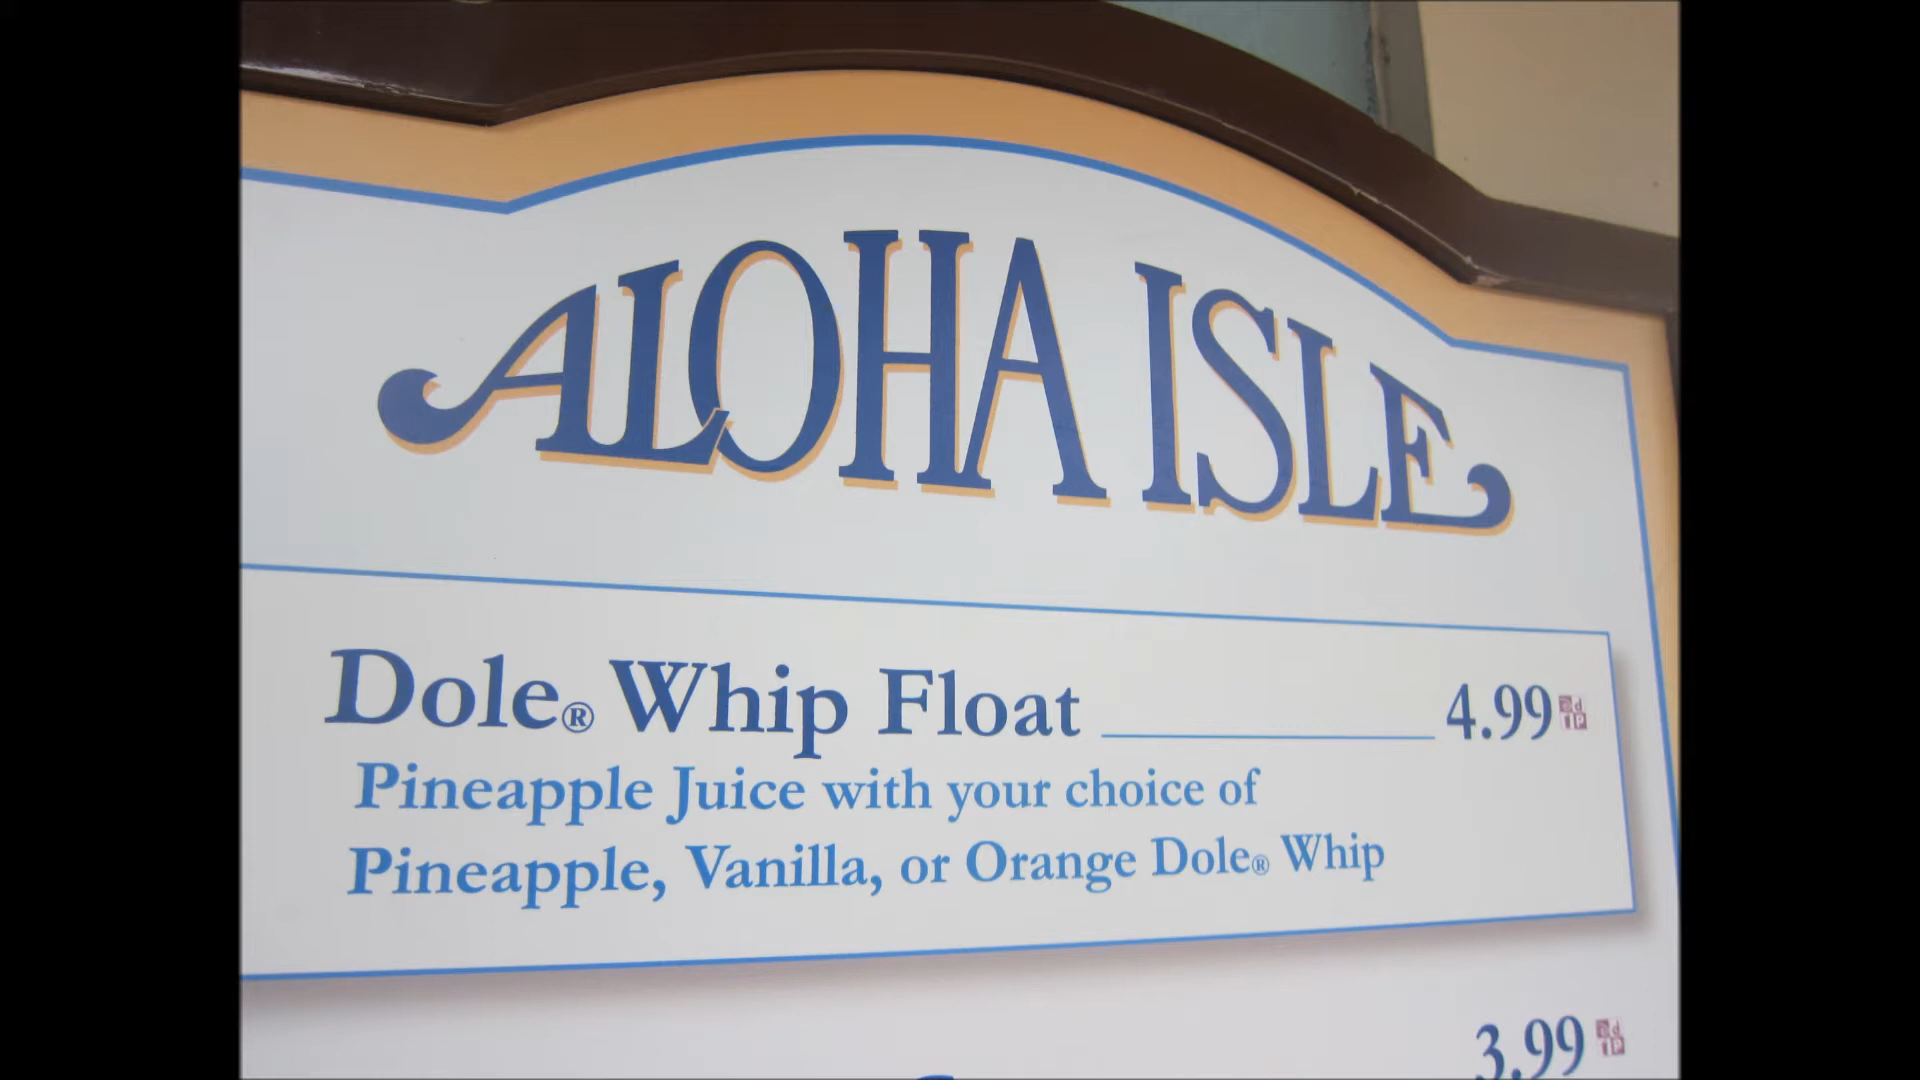 ALOHA ISLE
Dole® Whip Float 4.99
Pineapple Juice with your choice of
Pineapple, Vanilla, or Orange Dole® Whip
3.99